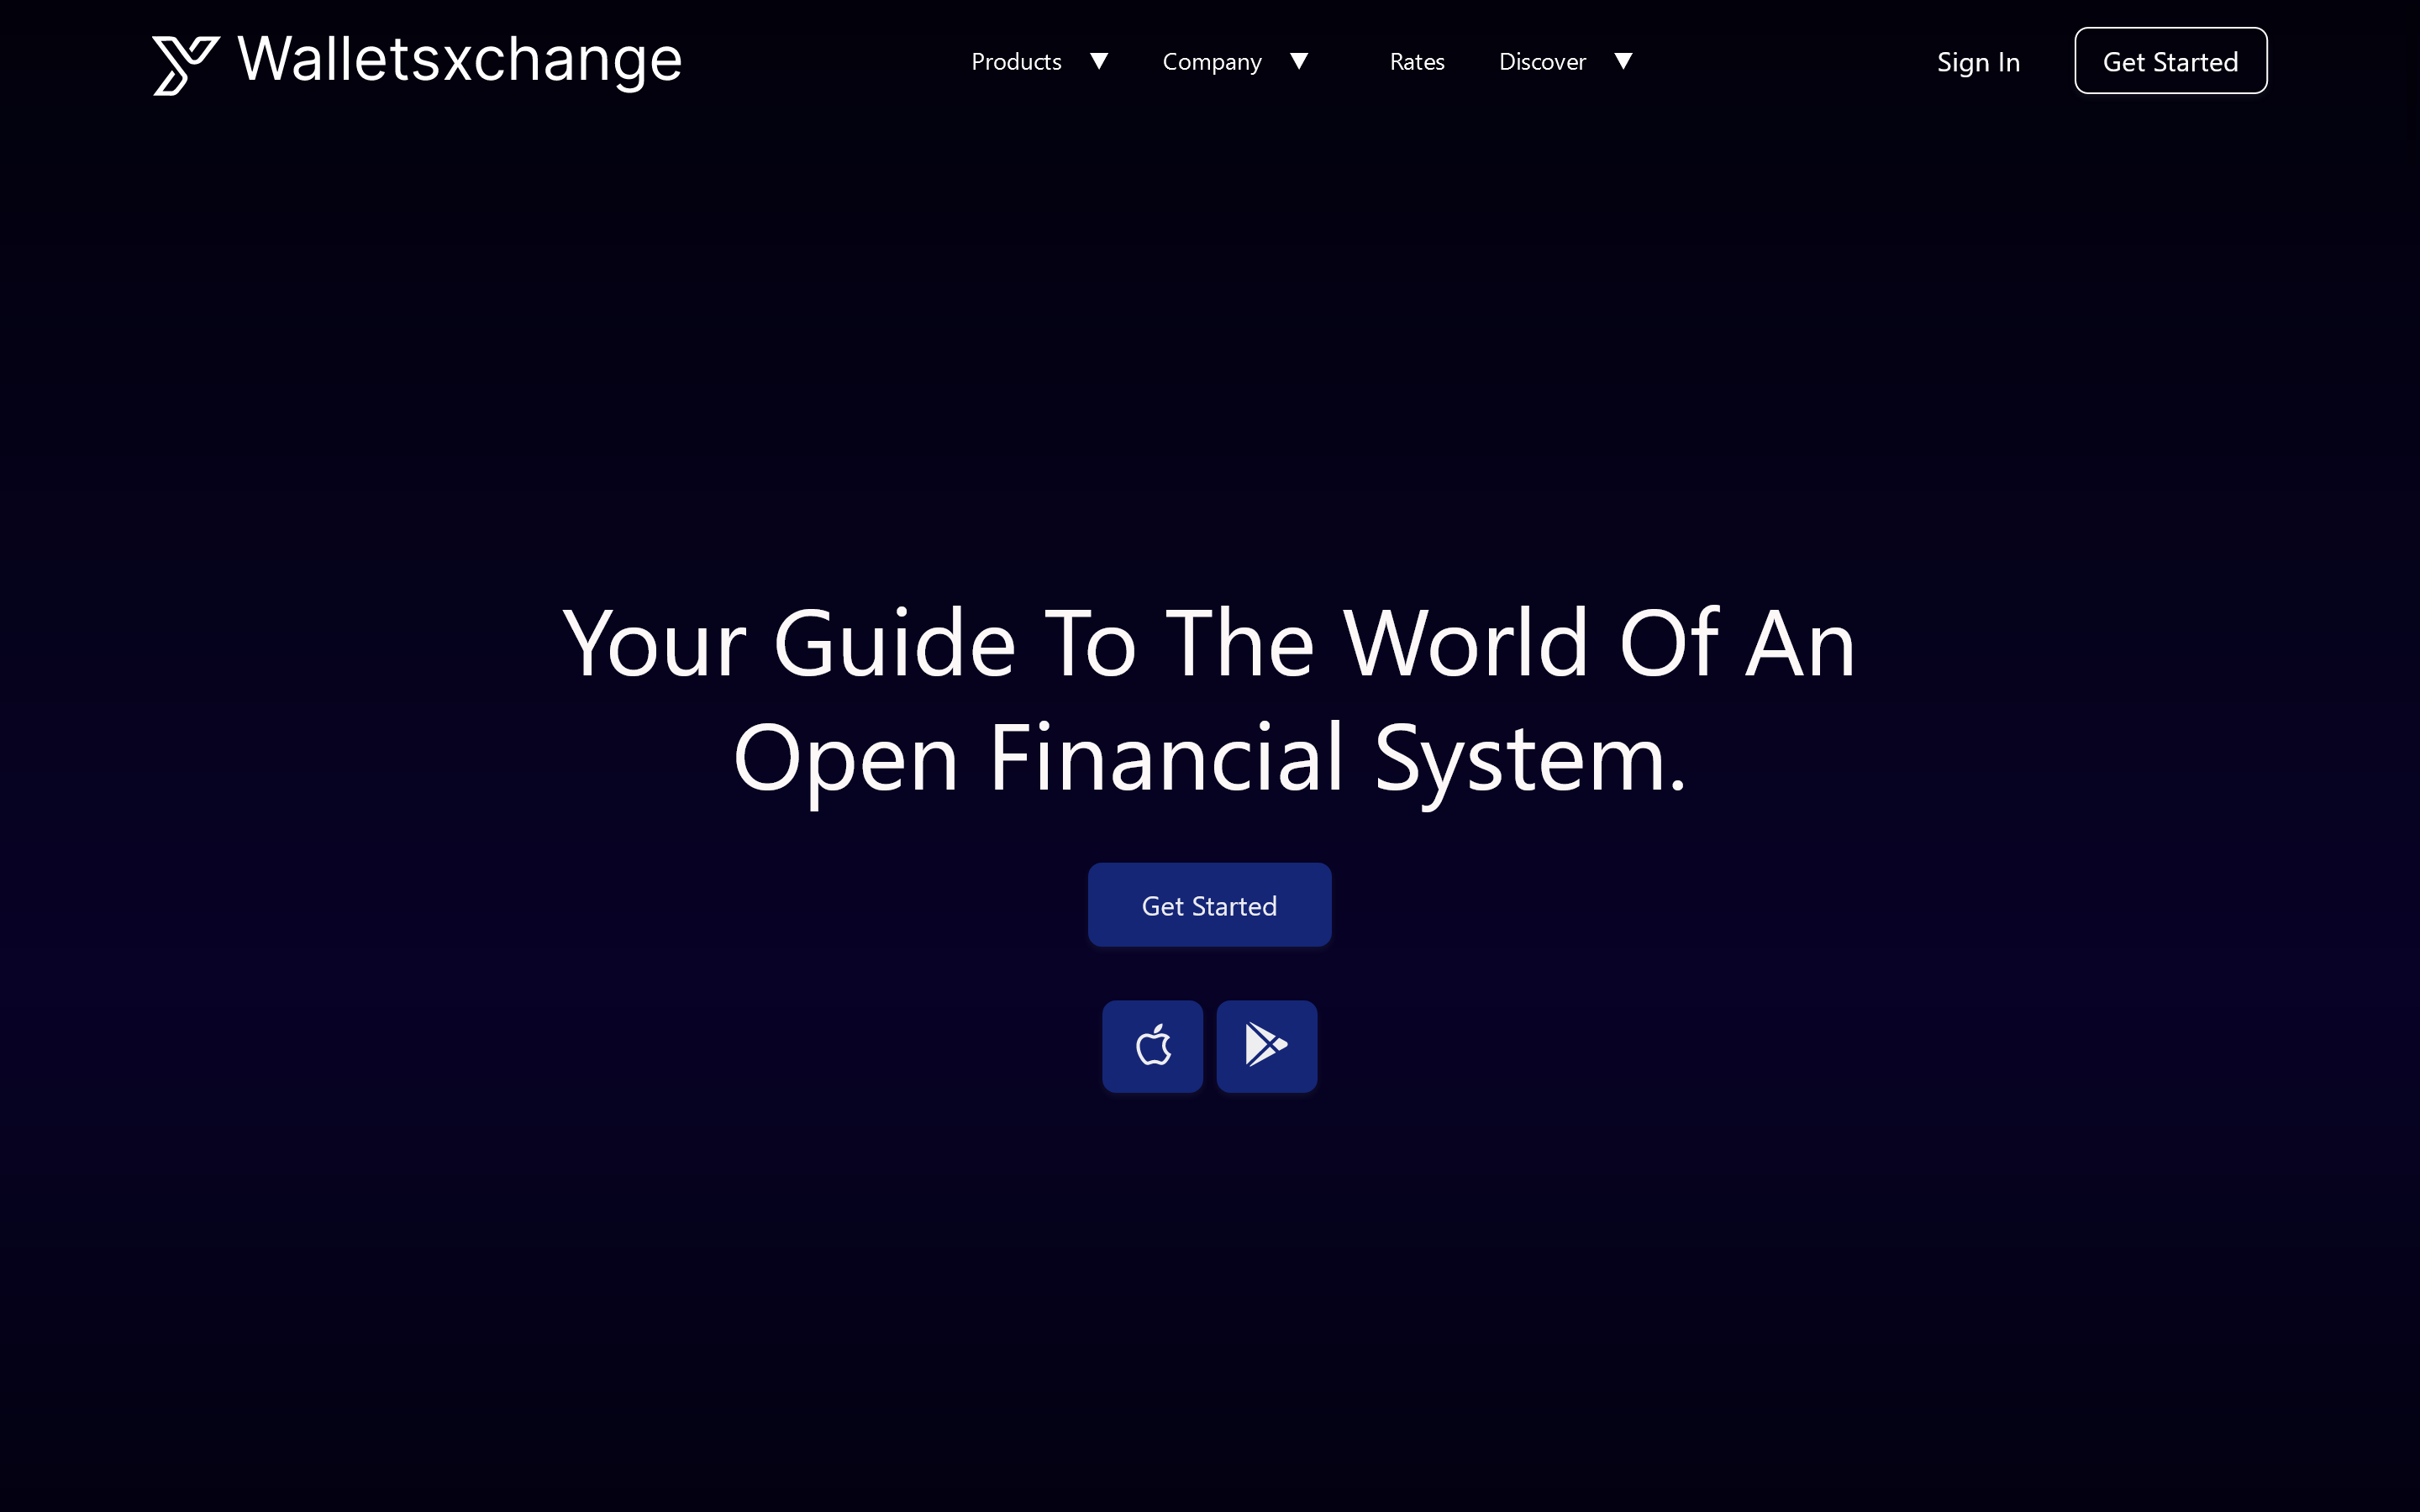 Walletsxchange
Products ▼ Company ▼ Rates Discover ▼
Sign In Get Started
Your Guide To The World Of An
Open Financial System.
Get Started